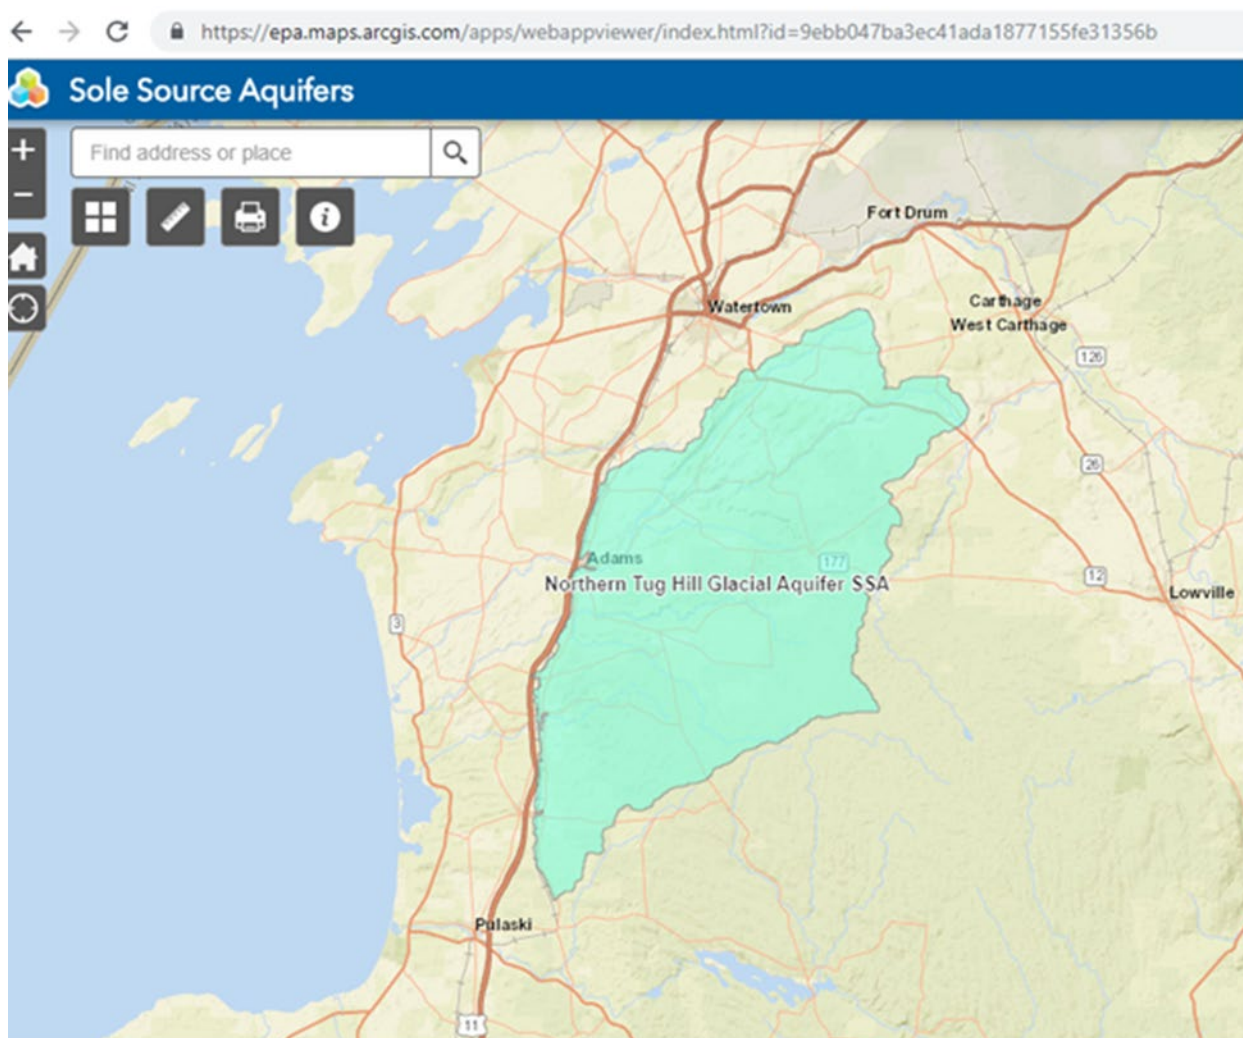 https://epa.maps.arcgis.com/apps/webappviewer/index.html?id=9ebb047ba3ec41ada1877155fe31356b
Sole Source Aquifers
Find address or place
Fort Drum
Watertown
Carthage
West Carthage
126
26
Adams
177
Northern Tug Hill Glacial Aquifer SSA
12
Lowville
3
Pulaski
11